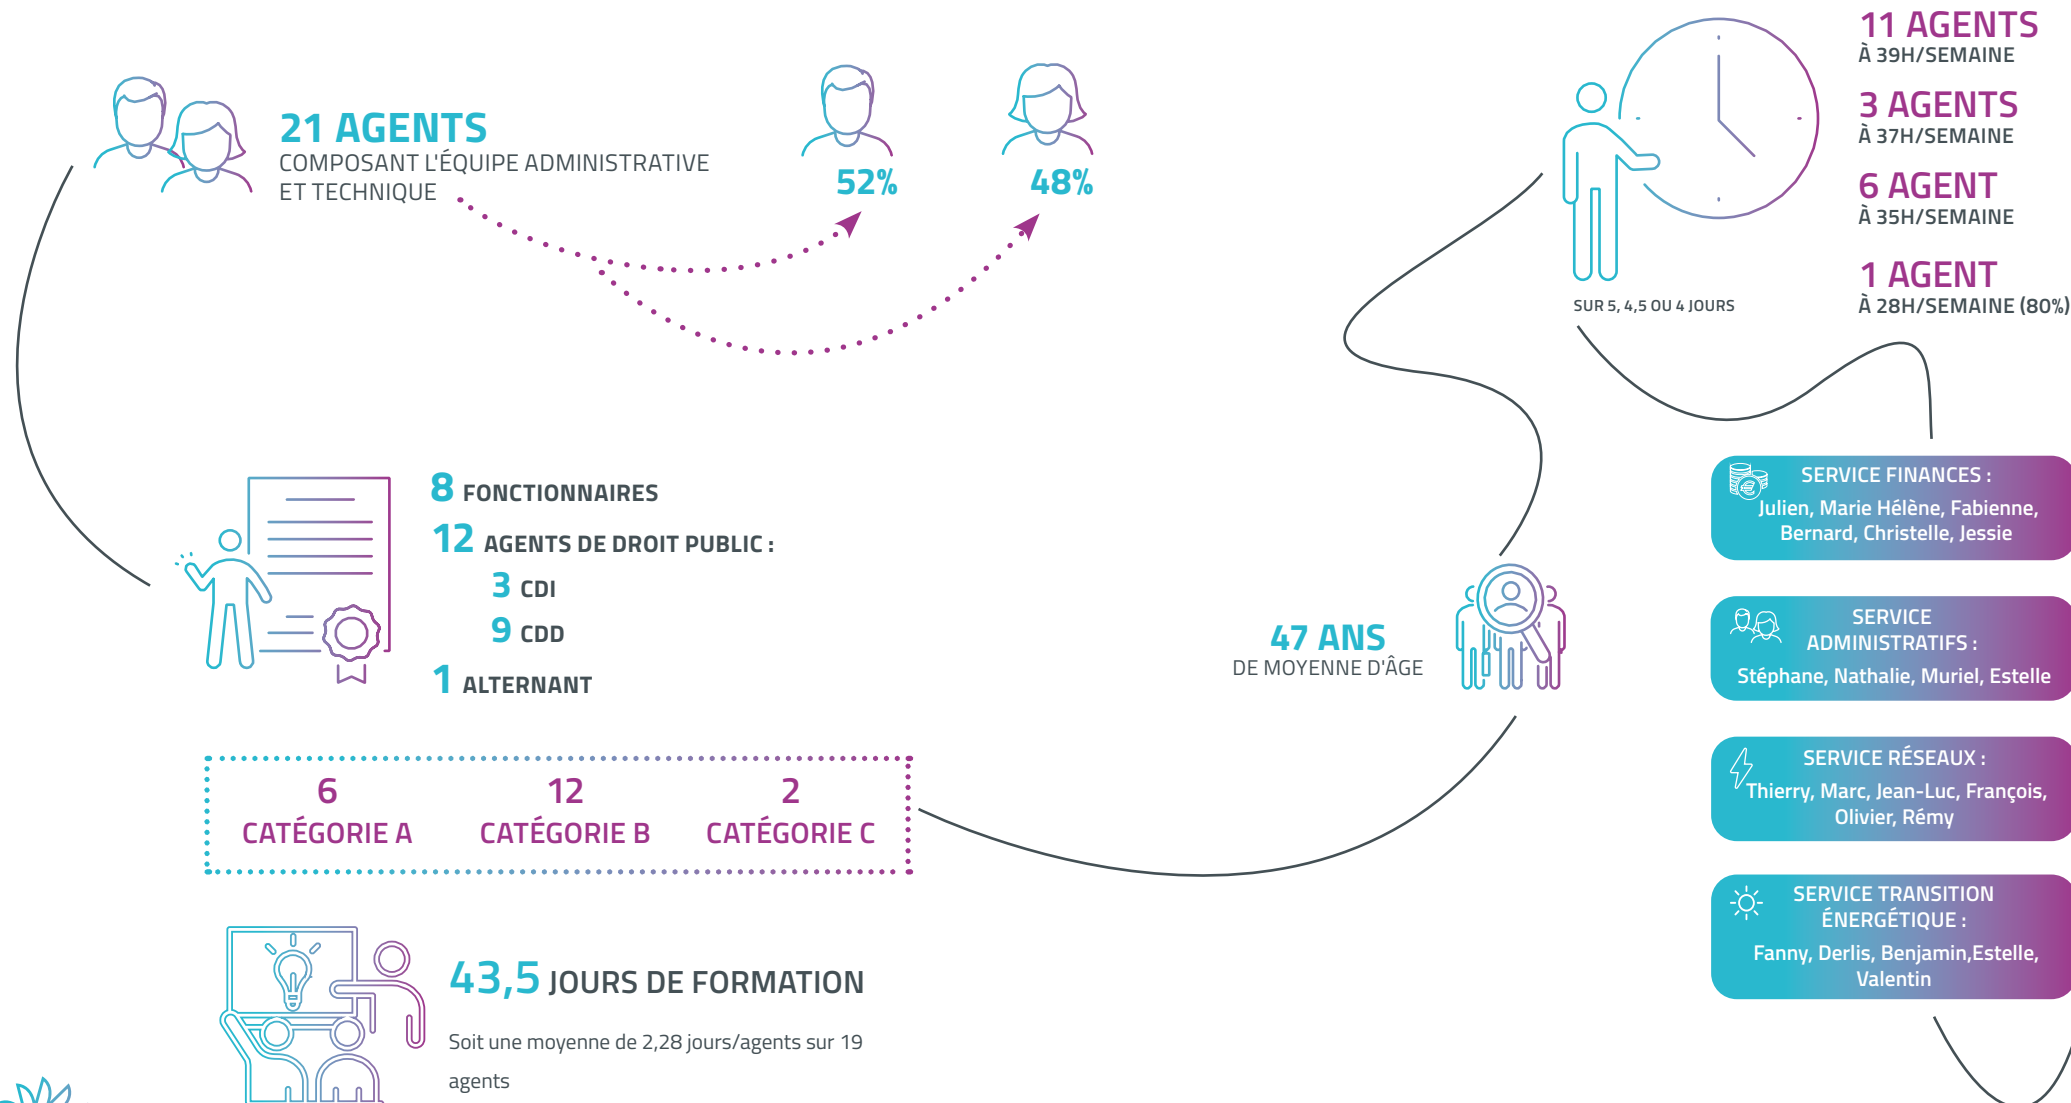 21 AGENTS
COMPOSANT L'ÉQUIPE ADMINISTRATIVE
ET TECHNIQUE
52%
48%
11 AGENTS
À 39H/SEMAINE
3 AGENTS
À 37H/SEMAINE
6 AGENT
À 35H/SEMAINE
1 AGENT
À 28H/SEMAINE (80%)
SUR 5, 4,5 OU 4 JOURS
8 FONCTIONNAIRES
12 AGENTS DE DROIT PUBLIC :
3 CDI
9 CDD
1 ALTERNANT
6
CATÉGORIE A
12
CATÉGORIE B
2
CATÉGORIE C
47 ANS
DE MOYENNE D'ÂGE
43,5 JOURS DE FORMATION
Soit une moyenne de 2,28 jours/agents sur 19
agents
SERVICE FINANCES :
Julien, Marie Hélène, Fabienne,
Bernard, Christelle, Jessie
SERVICE
ADMINISTRATIFS :
Stéphane, Nathalie, Muriel, Estelle
SERVICE RÉSEAUX :
Thierry, Marc, Jean-Luc, François,
Olivier, Rémy
SERVICE TRANSITION
ÉNERGÉTIQUE :
Fanny, Derlis, Benjamin,Estelle,
Valentin